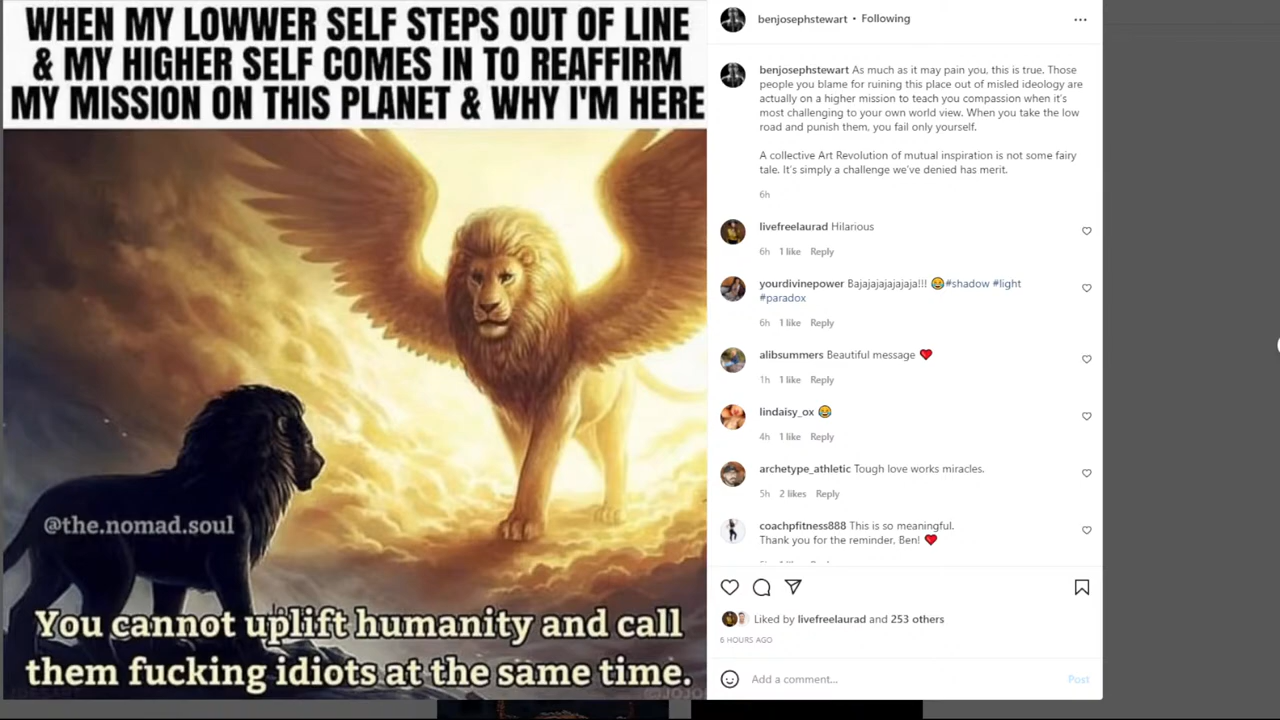 WHEN MY LOWWER SELF STEPS OUT OF LINE
& MY HIGHER SELF COMES IN TO REAFFIRM
MY MISSION ON THIS PLANET & WHY I'M HERE
@the.nomad.soul
You cannot uplift humanity and call
them fucking idiots at the same time.
benjosephstewart • Following
benjosephstewart As much as it may pain you, this is true. Those
people you blame for ruining this place out of misled ideology are
actually on a higher mission to teach you compassion when it's
most challenging to your own world view. When you take the low
road and punish them, you fail only yourself.
A collective Art Revolution of mutual inspiration is not some fairy
tale. It's simply a challenge we've denied has merit.
6h
livefreelaurad Hilarious
6h 1 like Reply
yourdivinepower Bajajajajajajaja!!! 😂#shadow #light
#paradox
6h 1 like Reply
alibsummers Beautiful message ❤️
1h 1 like Reply
lindaisy_ox 😂
4h 1 like Reply
archetype_athletic Tough love works miracles.
5h 2 likes Reply
coachpfitness888 This is so meaningful.
Thank you for the reminder, Ben! ❤️
Liked by livefreelaurad and 253 others
6 HOURS AGO
Add a comment...
Post